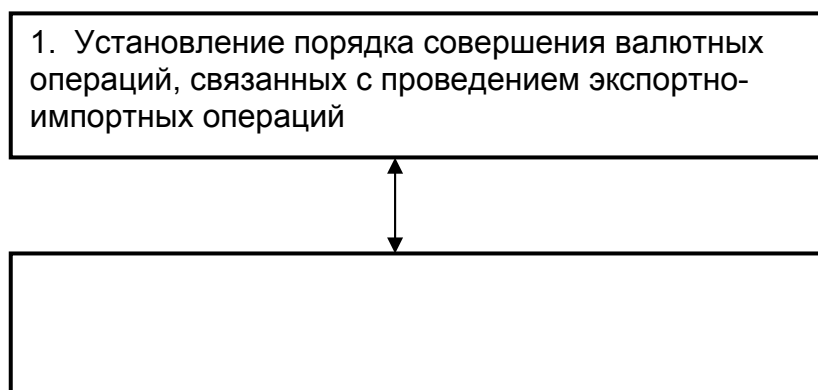 1. Установление порядка совершения валютных
операций, связанных с проведением экспортно-
импортных операций